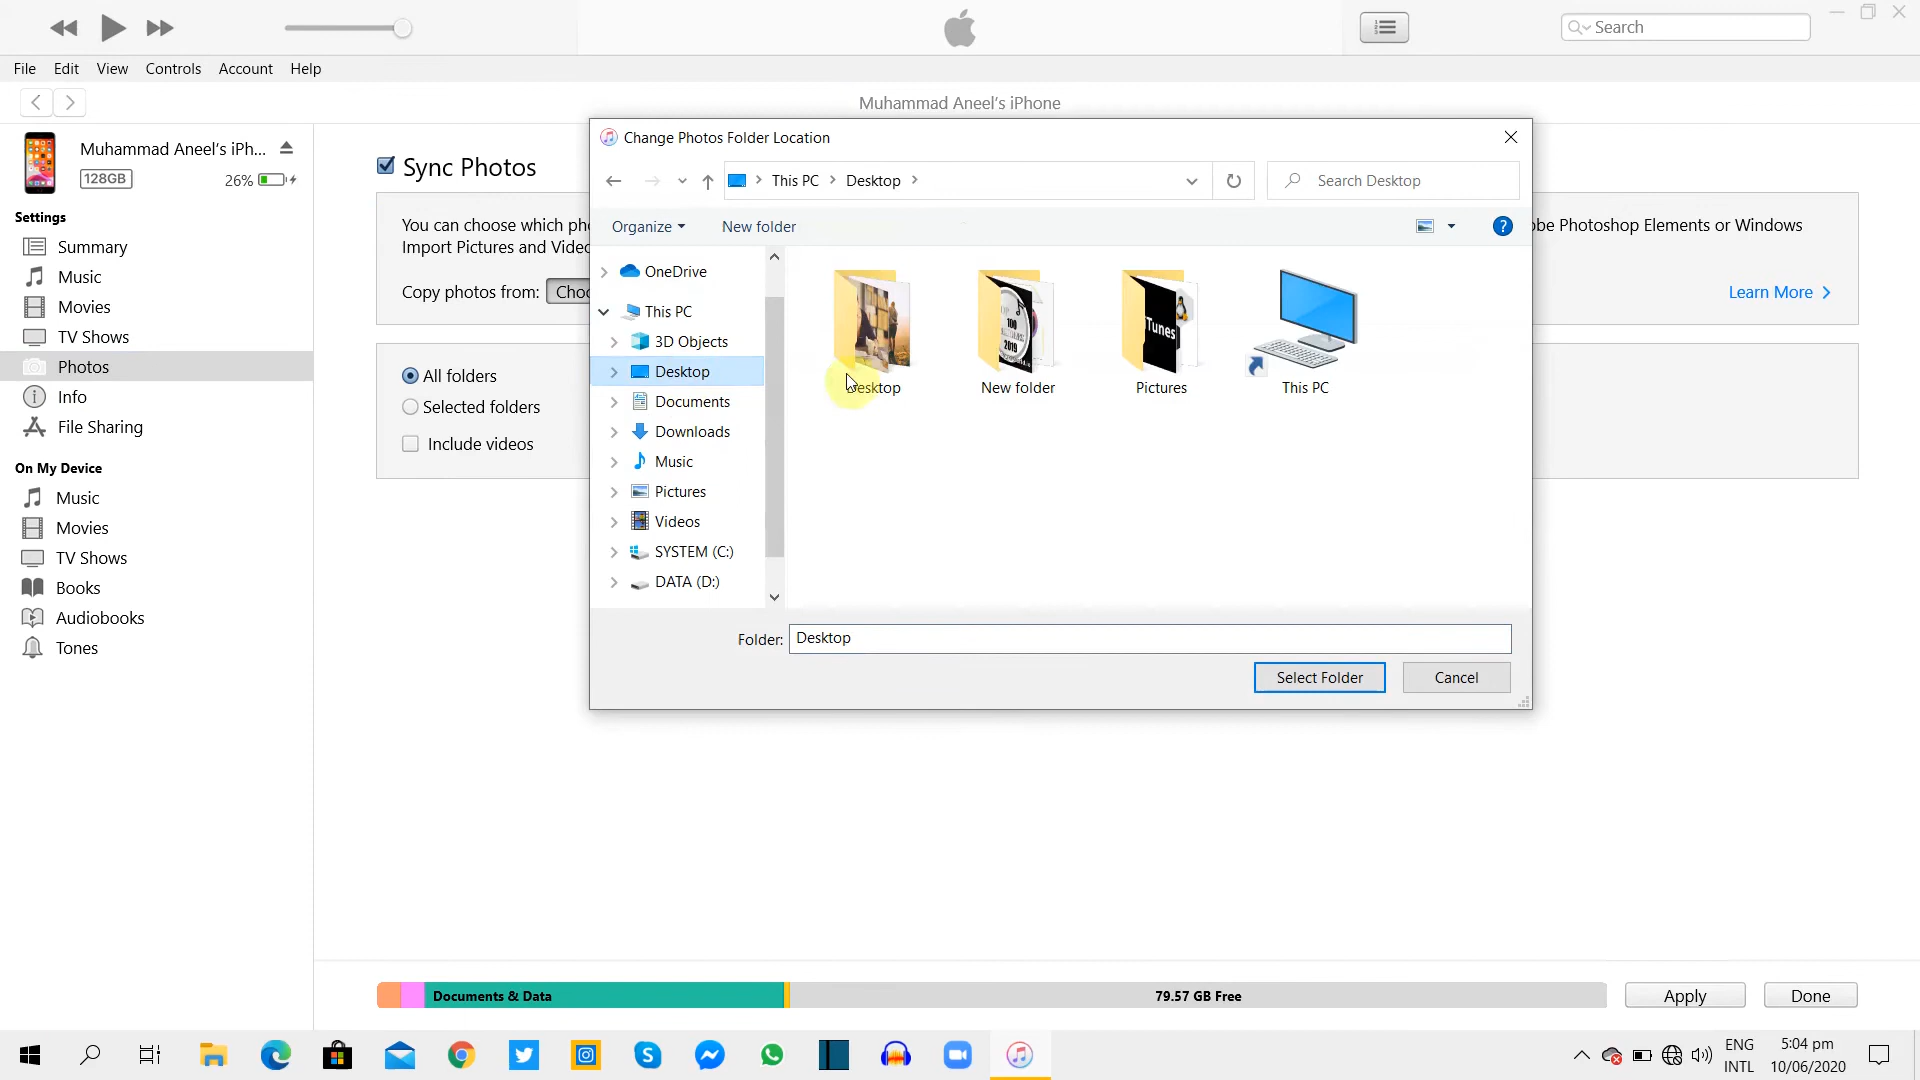 Search
File Edit View Controls Account Help
Muhammad Aneel's iPhone
Muhammad Aneel's iPh...
128GB
26%
Settings
Summary
Music
Movies
TV Shows
Photos
Info
File Sharing
On My Device
Music
Movies
TV Shows
Books
Audiobooks
Tones
Sync Photos
You can choose which
Import Pictures and
Copy photos from:
All folders
Selected folders
Include videos
Photoshop Elements or Windows
Learn More
Change Photos Folder Location
This PC Desktop
Search Desktop
Organize New folder
?
OneDrive
This PC
3D Objects
Desktop
Documents
Downloads
Music
Pictures
Videos
SYSTEM (C:)
DATA (D:)
100
2019
Tunes
New folder
Pictures
This PC
Folder: Desktop
Select Folder Cancel
Documents & Data
79.57 GB Free
Apply Done
ENG
INTL
5:04 pm
10/06/2020